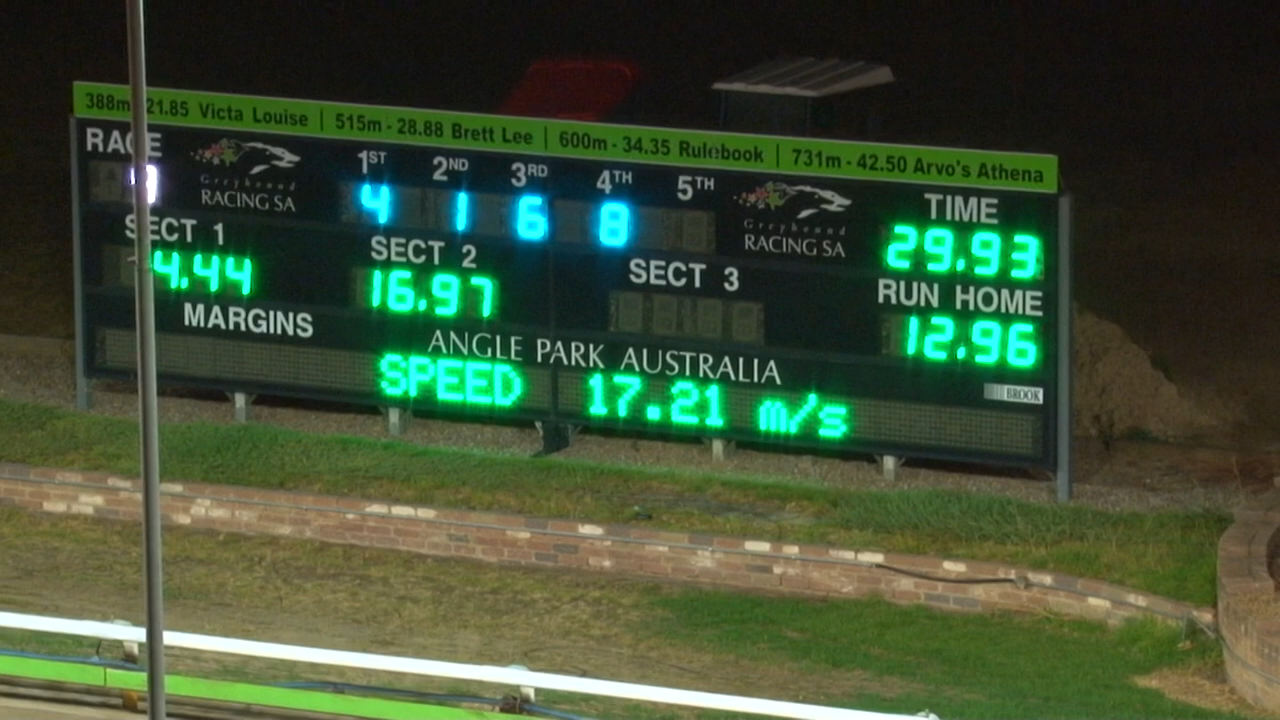 388m 21.85 Victa Louise | 515m - 28.88 Brett Lee | 600m - 34.35 Rulebook | 731m - 42.50 Arvo's Athena
RACE
Greyhound
RACING SA
1ST 2ND 3RD 4TH 5TH
4 1 6 8
Greyhound
RACING SA
TIME
29.93
SECT 1
4.44
SECT 2
16.97
SECT 3
RUN HOME
12.96
MARGINS
ANGLE PARK AUSTRALIA
SPEED 17.21 m/s
BROOK